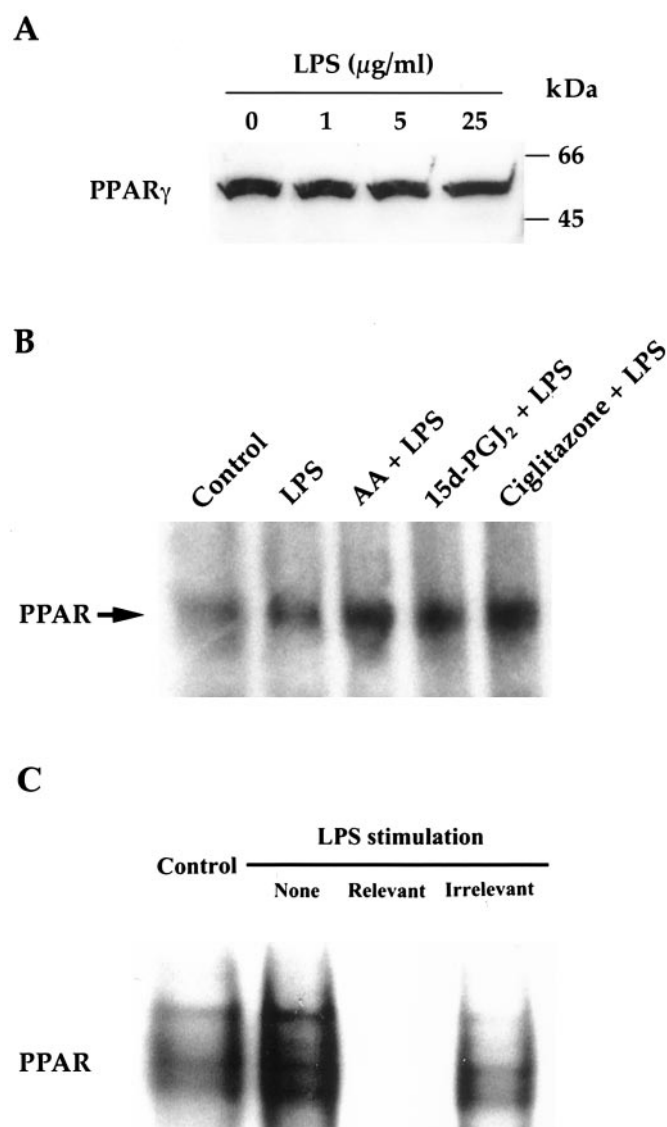 A
LPS (µg/ml)
kDa
0 1 5 25
66
PPARγ
45
B
Control LPS AA + LPS 15d-PGJ₂ + LPS Ciglitazone + LPS
PPAR
C
LPS stimulation
Control
None Relevant Irrelevant
PPAR